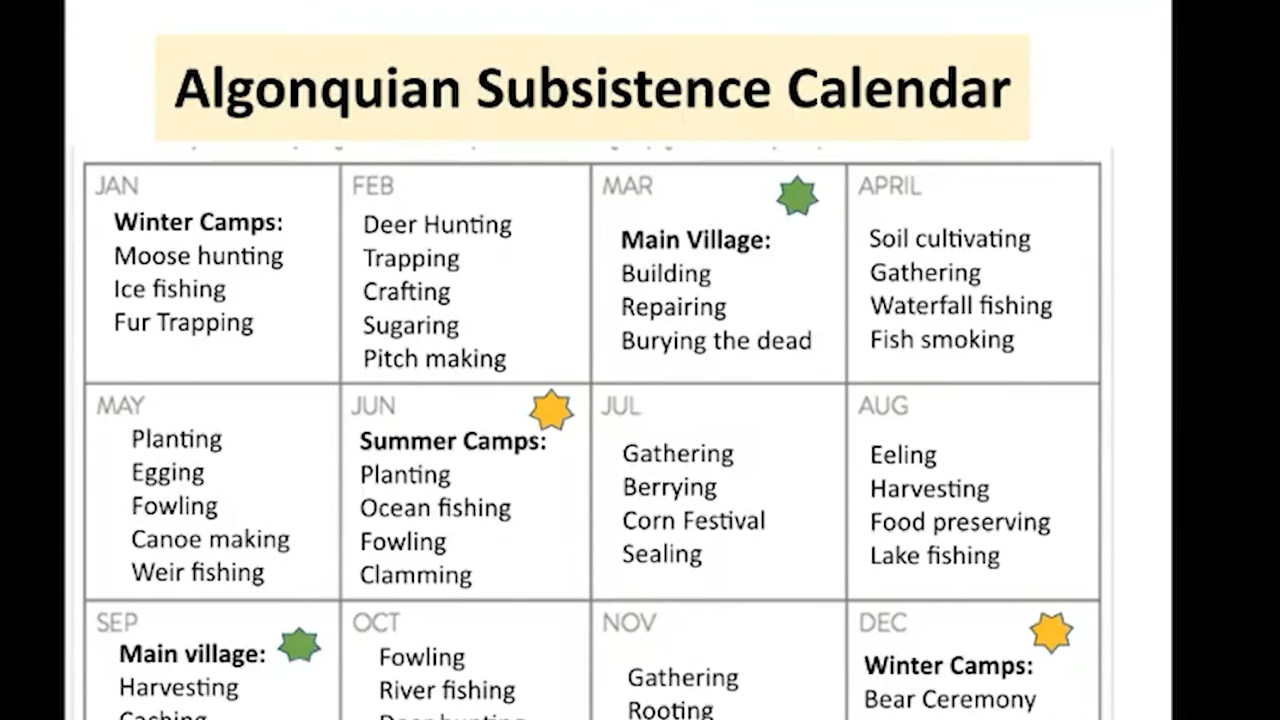 Algonquian Subsistence Calendar
JAN
Winter Camps:
Moose hunting
Ice fishing
Fur Trapping
FEB
Deer Hunting
Trapping
Crafting
Sugaring
Pitch making
MAR
Main Village:
Building
Repairing
Burying the dead
APRIL
Soil cultivating
Gathering
Waterfall fishing
Fish smoking
MAY
Planting
Egging
Fowling
Canoe making
Weir fishing
JUN
Summer Camps:
Planting
Ocean fishing
Fowling
Clamming
JUL
Gathering
Berrying
Corn Festival
Sealing
AUG
Eeling
Harvesting
Food preserving
Lake fishing
SEP
Main village:
Harvesting
Caching
OCT
Fowling
River fishing
Deer hunting
NOV
Gathering
Rooting
DEC
Winter Camps:
Bear Ceremony